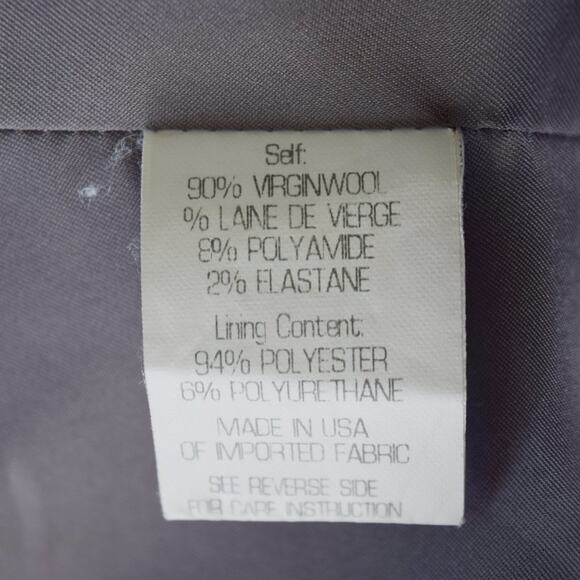 Self:
90% VIRGINWOOL
% LAINE DE VIERGE
8% POLYAMIDE
2% ELASTANE
Lining Content:
94% POLYESTER
6% POLYURETHANE
MADE IN USA
OF IMPORTED FABRIC
SEE REVERSE SIDE
FOR CARE INSTRUCTION